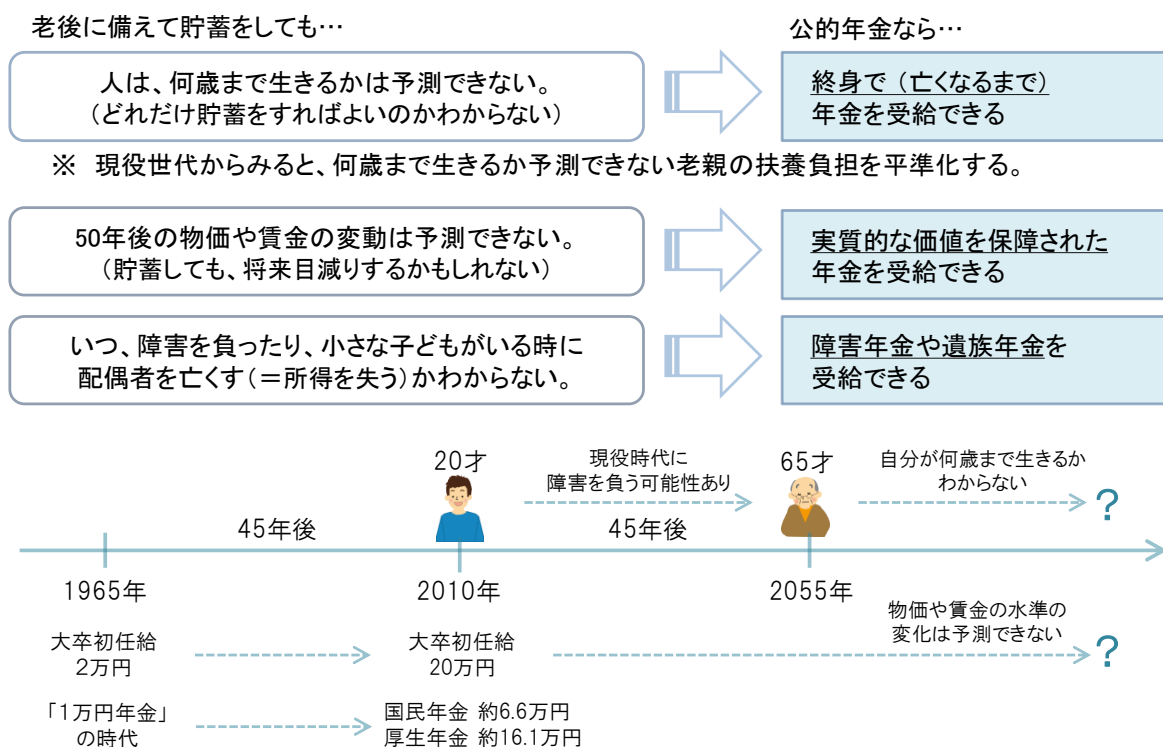 老後に備えて貯蓄をしても…
公的年金なら…
人は、何歳まで生きるかは予測できない。
（どれだけ貯蓄をすればよいのかわからない）
終身で（亡くなるまで）
年金を受給できる
※　現役世代からみると、何歳まで生きるか予測できない老親の扶養負担を平準化する。
50年後の物価や賃金の変動は予測できない。
（貯蓄しても、将来目減りするかもしれない）
実質的な価値を保障された
年金を受給できる
いつ、障害を負ったり、小さな子どもがいる時に
配偶者を亡くす（＝所得を失う）かわからない。
障害年金や遺族年金を
受給できる
20才
現役時代に
障害を負う可能性あり
65才
自分が何歳まで生きるか
わからない
?
45年後
45年後
1965年
2010年
2055年
大卒初任給
2万円
大卒初任給
20万円
物価や賃金の水準の
変化は予測できない
?
「1万円年金」
の時代
国民年金 約6.6万円
厚生年金 約16.1万円